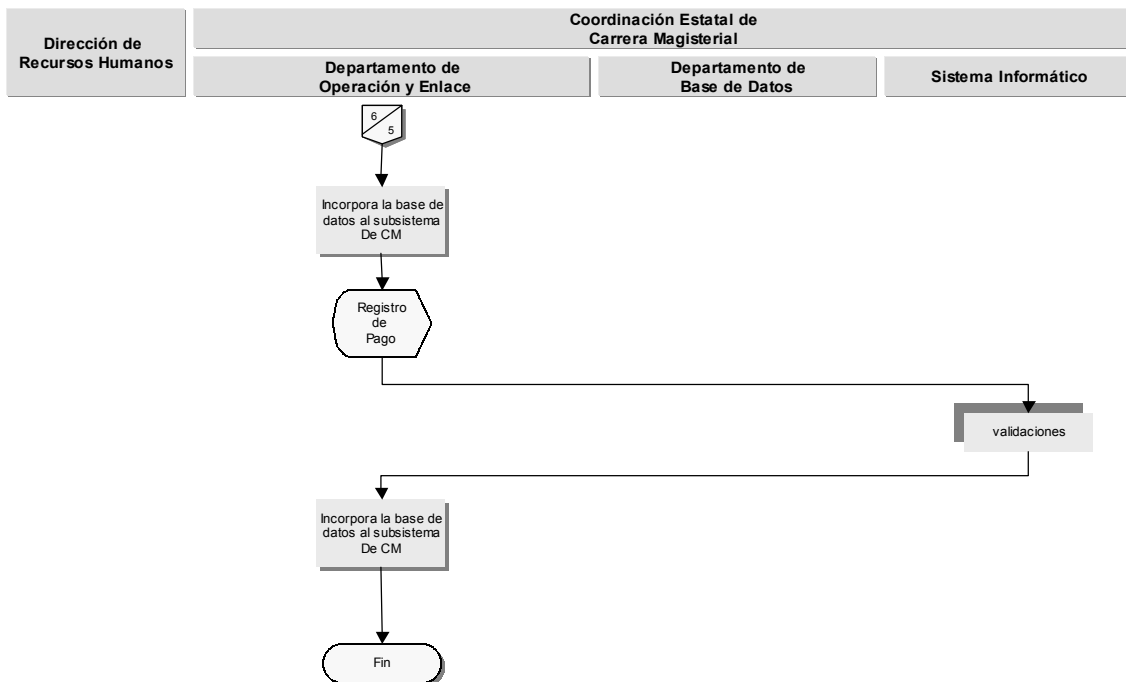 Dirección de
Recursos Humanos
Coordinación Estatal de
Carrera Magisterial
Departamento de
Operación y Enlace
Departamento de
Base de Datos
Sistema Informático
6
5
Incorpora la base de
datos al subsistema
De CM
Registro
de
Pago
validaciones
Incorpora la base de
datos al subsistema
De CM
Fin